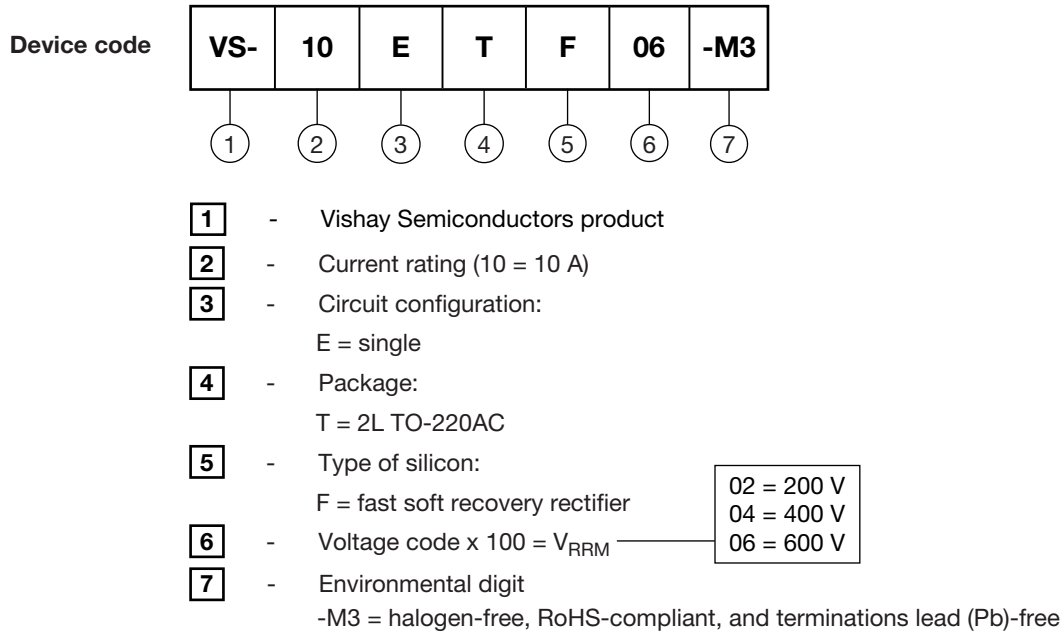 Device code VS- 10 E T F 06 -M3
1 2 3 4 5 6 7
1 - Vishay Semiconductors product
2 - Current rating (10 = 10 A)
3 - Circuit configuration:
E = single
4 - Package:
T = 2L TO-220AC
5 - Type of silicon:
F = fast soft recovery rectifier
6 - Voltage code x 100 = VRRM
02 = 200 V
04 = 400 V
06 = 600 V
7 - Environmental digit
-M3 = halogen-free, RoHS-compliant, and terminations lead (Pb)-free